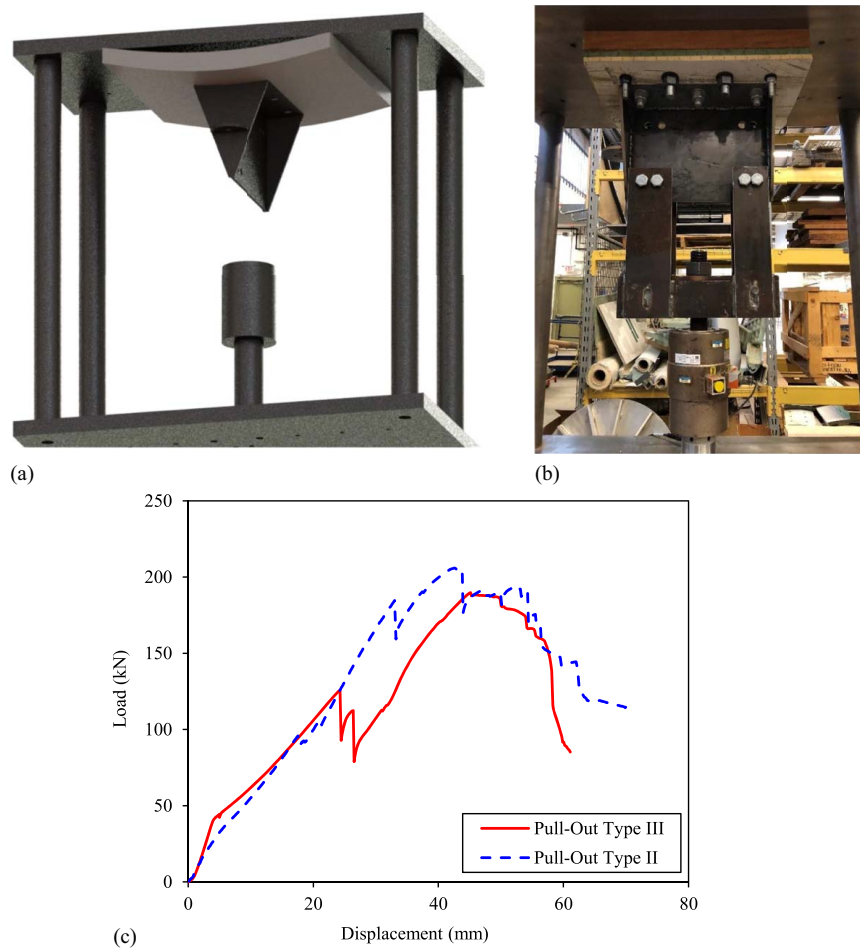 (a)
(b)
250
200
150
100
50
0
Load (kN)
0 20 40 60 80
Displacement (mm)
Pull-Out Type III
Pull-Out Type II
(c)